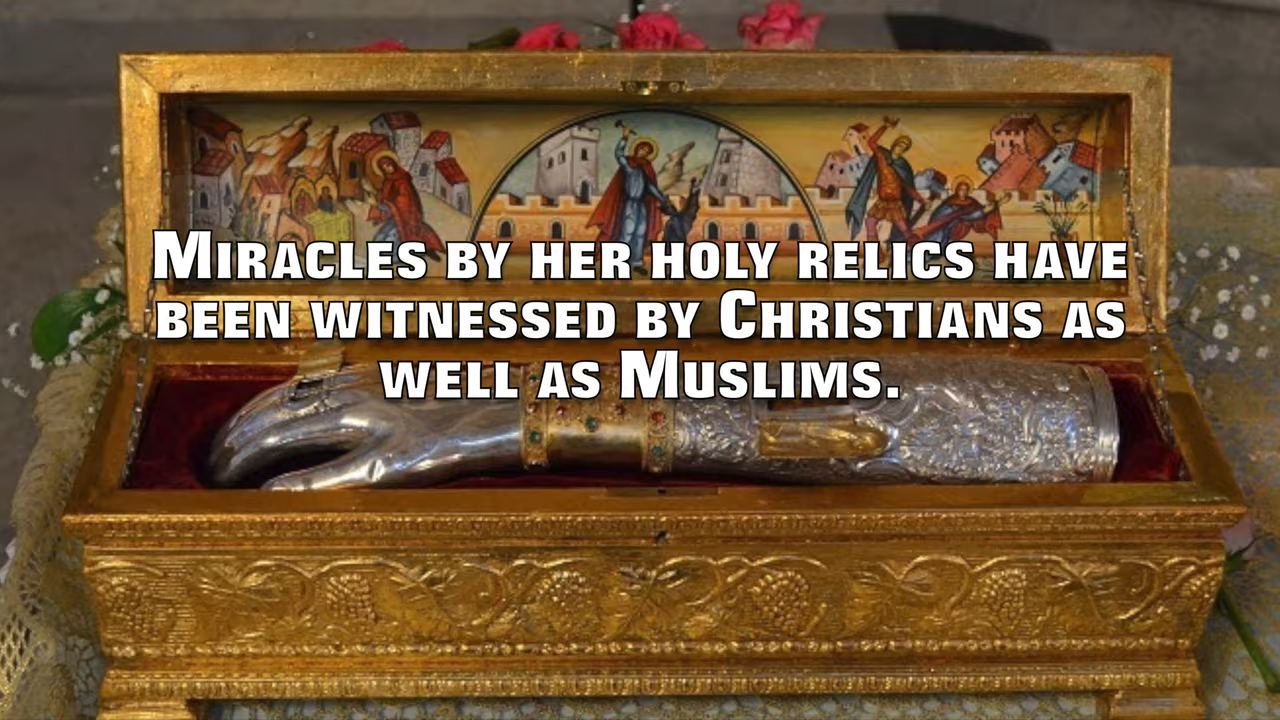 Miracles by her holy relics have
been witnessed by Christians as
well as Muslims.